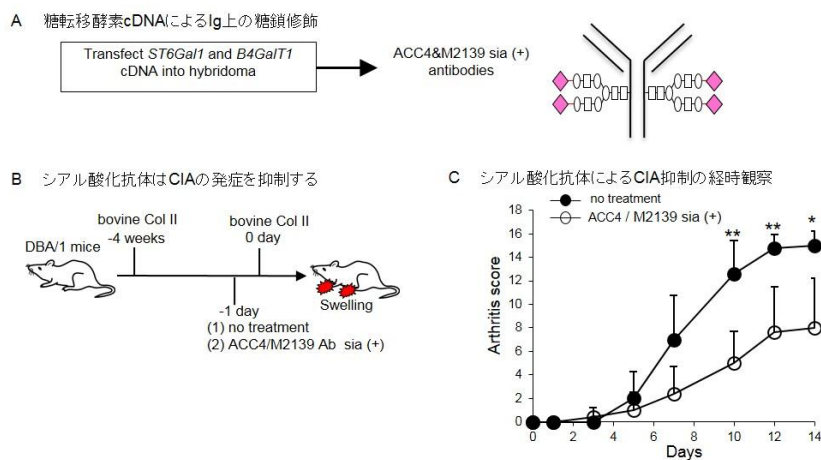 A 糖転移酵素cDNAによるIg上の糖鎖修飾
Transfect ST6Gal1 and B4GalT1
cDNA into hybridoma
ACC4&M2139 sia (+)
antibodies
B シアル酸化抗体はCIAの発症を抑制する
bovine Col II
-4 weeks
bovine Col II
0 day
DBA/1 mice
-1 day
(1) no treatment
(2) ACC4/M2139 Ab sia (+)
Swelling
C シアル酸化抗体によるCIA抑制の経時観察
no treatment
ACC4 / M2139 sia (+)
Arthritis score
18
16
14
12
10
8
6
4
2
0
** ** *
0 2 4 6 8 10 12 14
Days